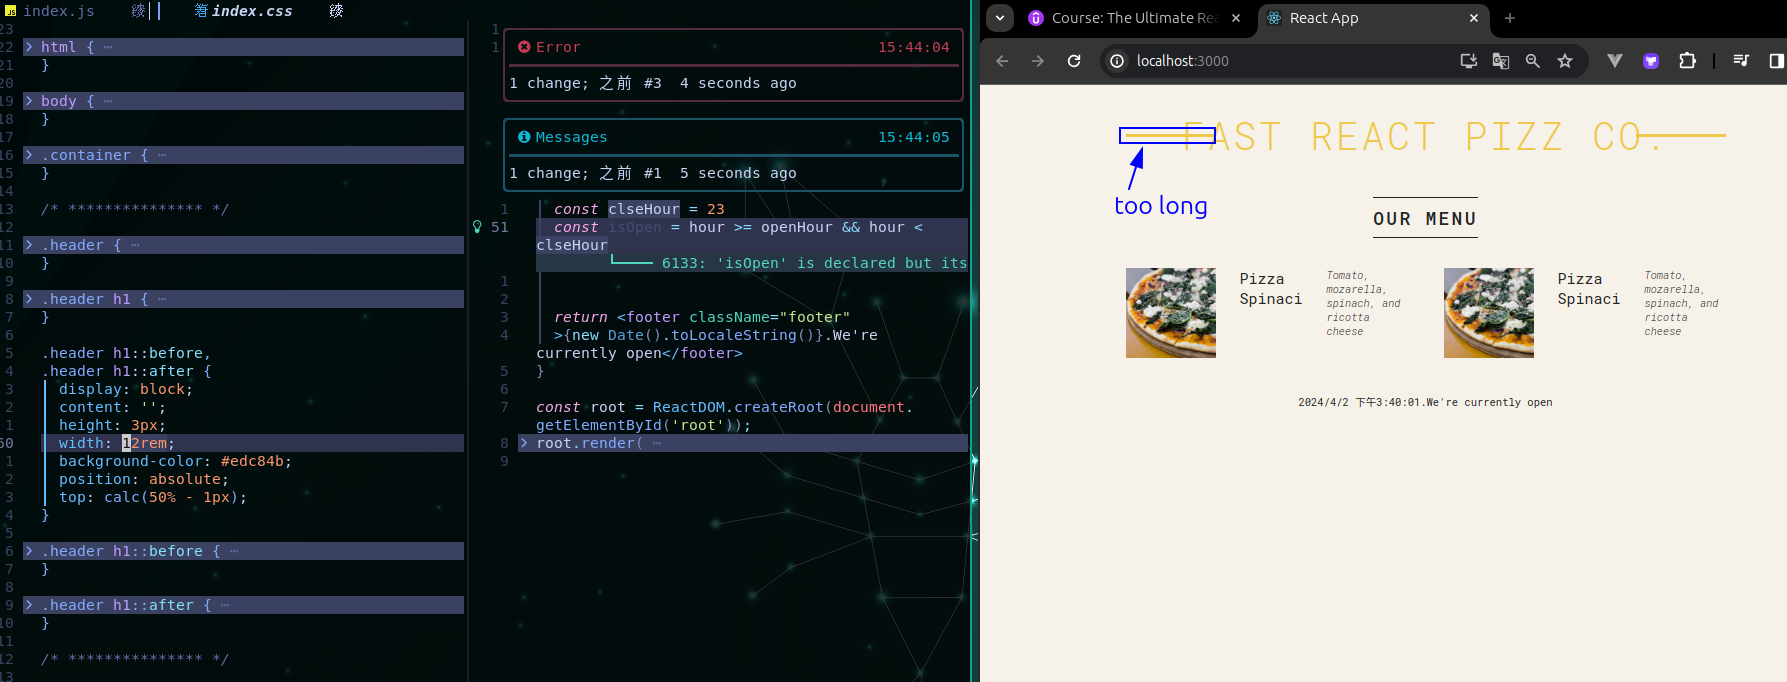 index.js index.css
23
22 html { ⋯
21 }
20
19 body { ⋯
18 }
17
16 .container { ⋯
15 }
14
13 /* *************** */
12
11 .header { ⋯
10 }
9
8 .header h1 { ⋯
7 }
6
5 .header h1::before,
4 .header h1::after {
3 display: block;
2 content: '';
1 height: 3px;
50 width: 12rem;
1 background-color: #edc84b;
2 position: absolute;
3 top: calc(50% - 1px);
4 }
5
6 .header h1::before { ⋯
7 }
8
9 .header h1::after { ⋯
10 }
11
12 /* *************** */
13
1
1
Error 15:44:04
1 change; 之前 #3 4 seconds ago
Messages 15:44:05
1 change; 之前 #1 5 seconds ago
1 const clseHour = 23
51 const isOpen = hour >= openHour && hour <
clseHour
6133: 'isOpen' is declared but its
1
2
3 return <footer className="footer"
4 >{new Date().toLocaleString()}.We're
currently open</footer>
5 }
6
7 const root = ReactDOM.createRoot(document.
getElementById('root'));
8 root.render( ⋯
9
Course: The Ultimate Re
React App
localhost:3000
FAST REACT PIZZ CO.
too long
OUR MENU
Pizza
Spinaci
Tomato,
mozarella,
spinach, and
ricotta
cheese
Pizza
Spinaci
Tomato,
mozarella,
spinach, and
ricotta
cheese
2024/4/2 下午3:40:01.We're currently open